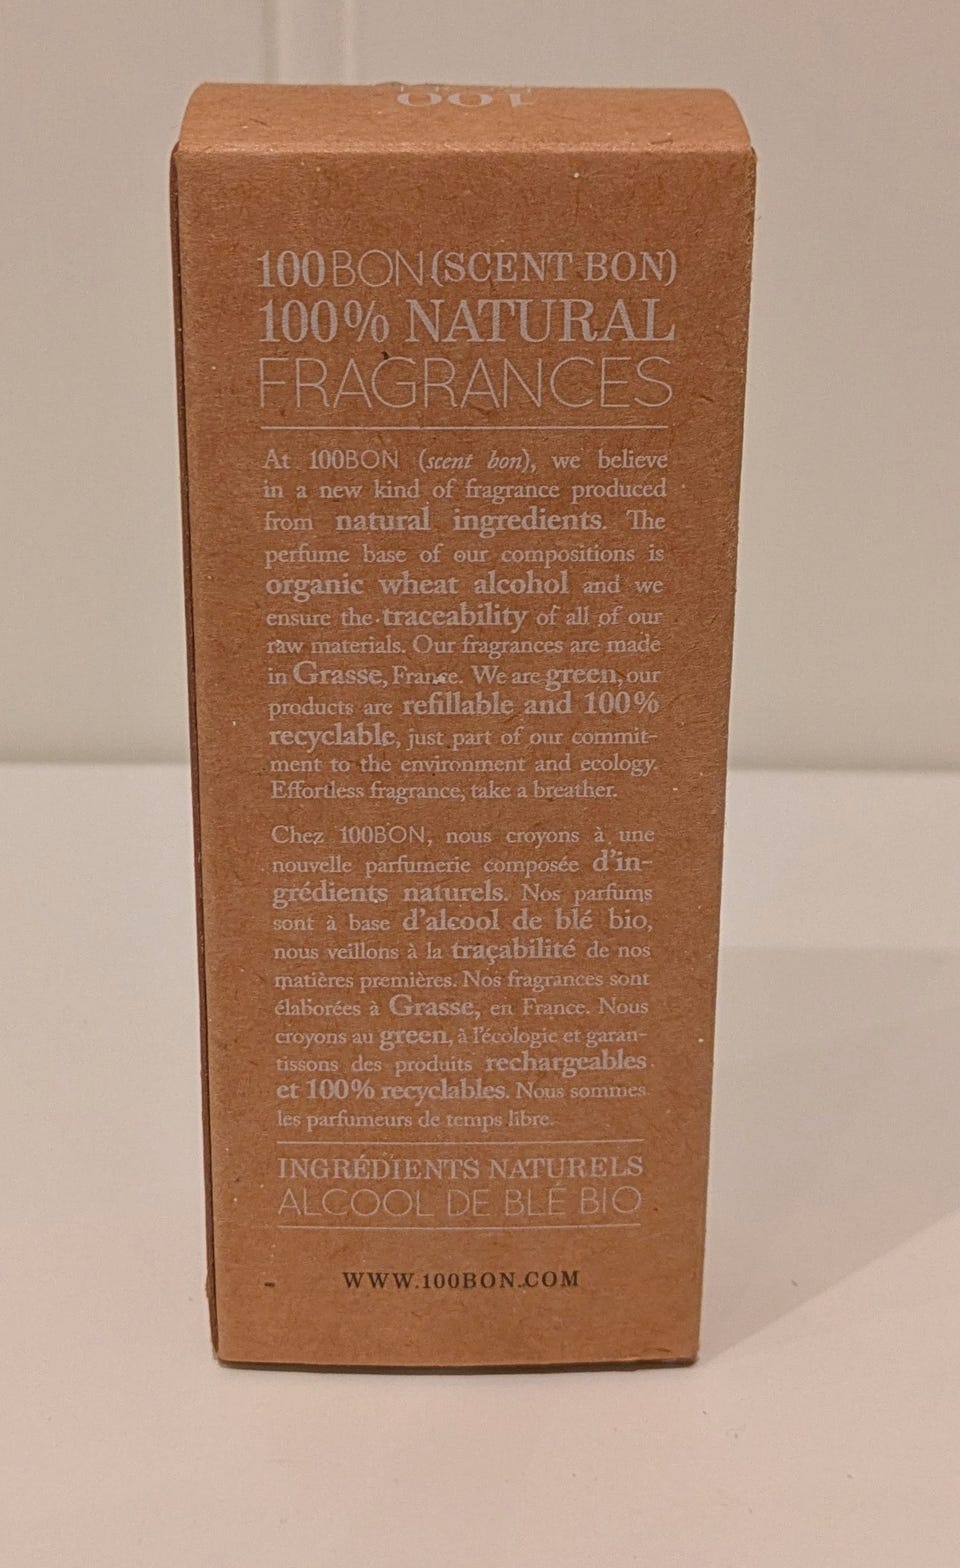 100
100BON (SCENT BON)
100% NATURAL
FRAGRANCES
At 100BON (scent bon), we believe
in a new kind of fragrance produced
from natural ingredients. The
perfume base of our compositions is
organic wheat alcohol and we
ensure the traceability of all of our
raw materials. Our fragrances are made
in Grasse, France. We are green, our
products are refillable and 100%
recyclable, just part of our commit-
ment to the environment and ecology.
Effortless fragrance, take a breather.
Chez 100BON, nous croyons à une
nouvelle parfumerie composée d'in-
grédients naturels. Nos parfums
sont à base d'alcool de blé bio,
nous veillons à la traçabilité de nos
matières premières. Nos fragrances sont
élaborées à Grasse, en France. Nous
croyons au green, à l'écologie et garan-
tissons des produits rechargeables
et 100% recyclables. Nous sommes
les parfumeurs de temps libre.
INGRÉDIENTS NATURELS
ALCOOL DE BLÉ BIO
WWW.100BON.COM